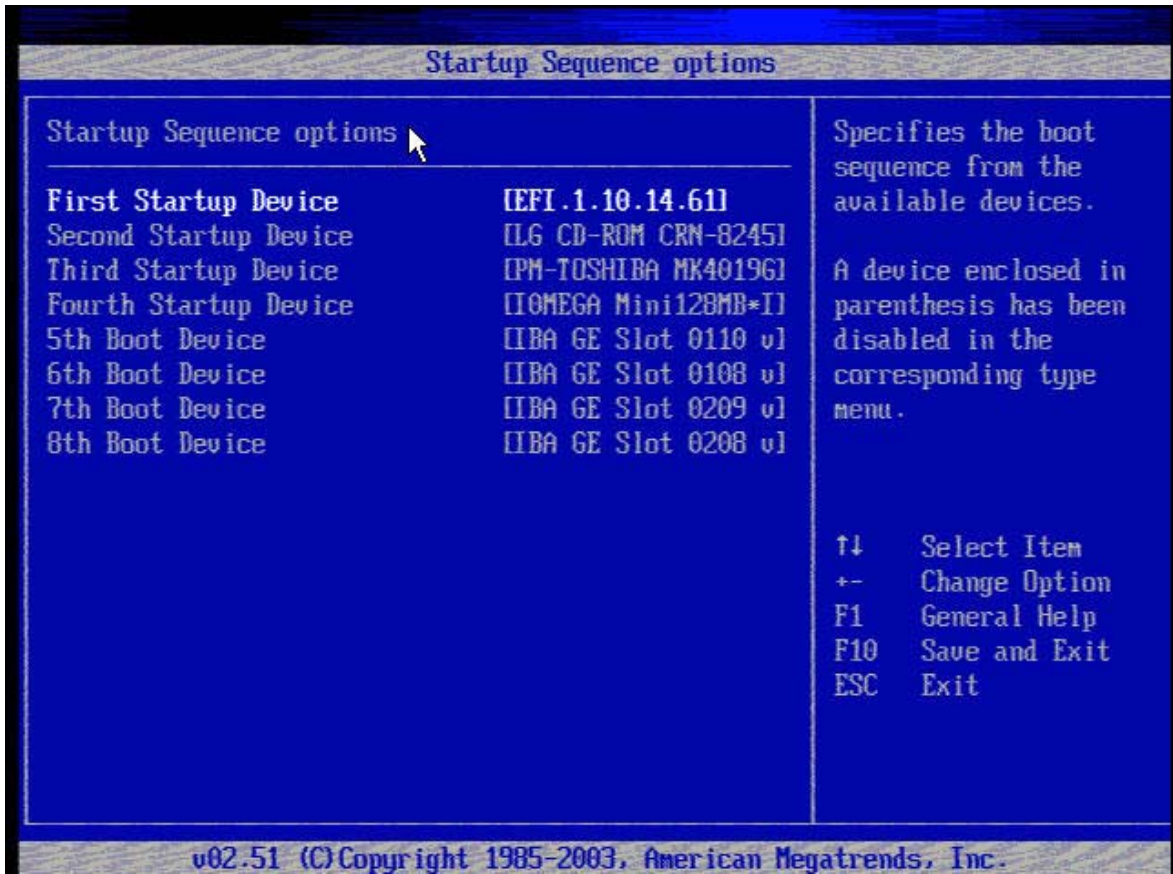 Startup Sequence options
Startup Sequence options
First Startup Device [EFI.1.10.14.61]
Second Startup Device [LG CD-ROM CRN-8245]
Third Startup Device [PM-TOSHIBA MK4019G]
Fourth Startup Device [IOMEGA Mini128MB*I]
5th Boot Device [IBA GE Slot 0110 v]
6th Boot Device [IBA GE Slot 0108 v]
7th Boot Device [IBA GE Slot 0209 v]
8th Boot Device [IBA GE Slot 0208 v]
Specifies the boot
sequence from the
available devices.
A device enclosed in
parenthesis has been
disabled in the
corresponding type
menu.
↑↓ Select Item
+- Change Option
F1 General Help
F10 Save and Exit
ESC Exit
v02.51 (C)Copyright 1985-2003, American Megatrends, Inc.